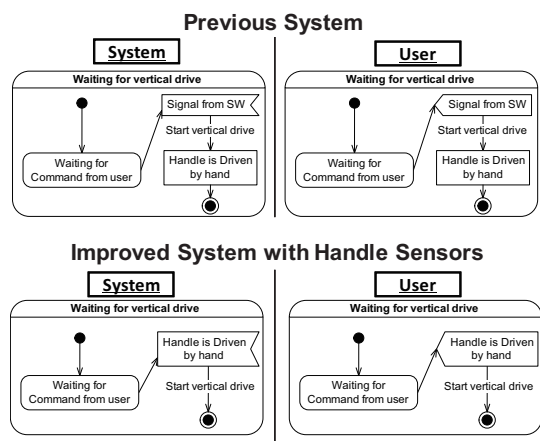 Previous System
System
Waiting for vertical drive
Signal from SW
Start vertical drive
Waiting for
Command from user
Handle is Driven
by hand
User
Waiting for vertical drive
Signal from SW
Start vertical drive
Waiting for
Command from user
Handle is Driven
by hand
Improved System with Handle Sensors
System
Waiting for vertical drive
Handle is Driven
by hand
Start vertical drive
Waiting for
Command from user
User
Waiting for vertical drive
Handle is Driven
by hand
Start vertical drive
Waiting for
Command from user